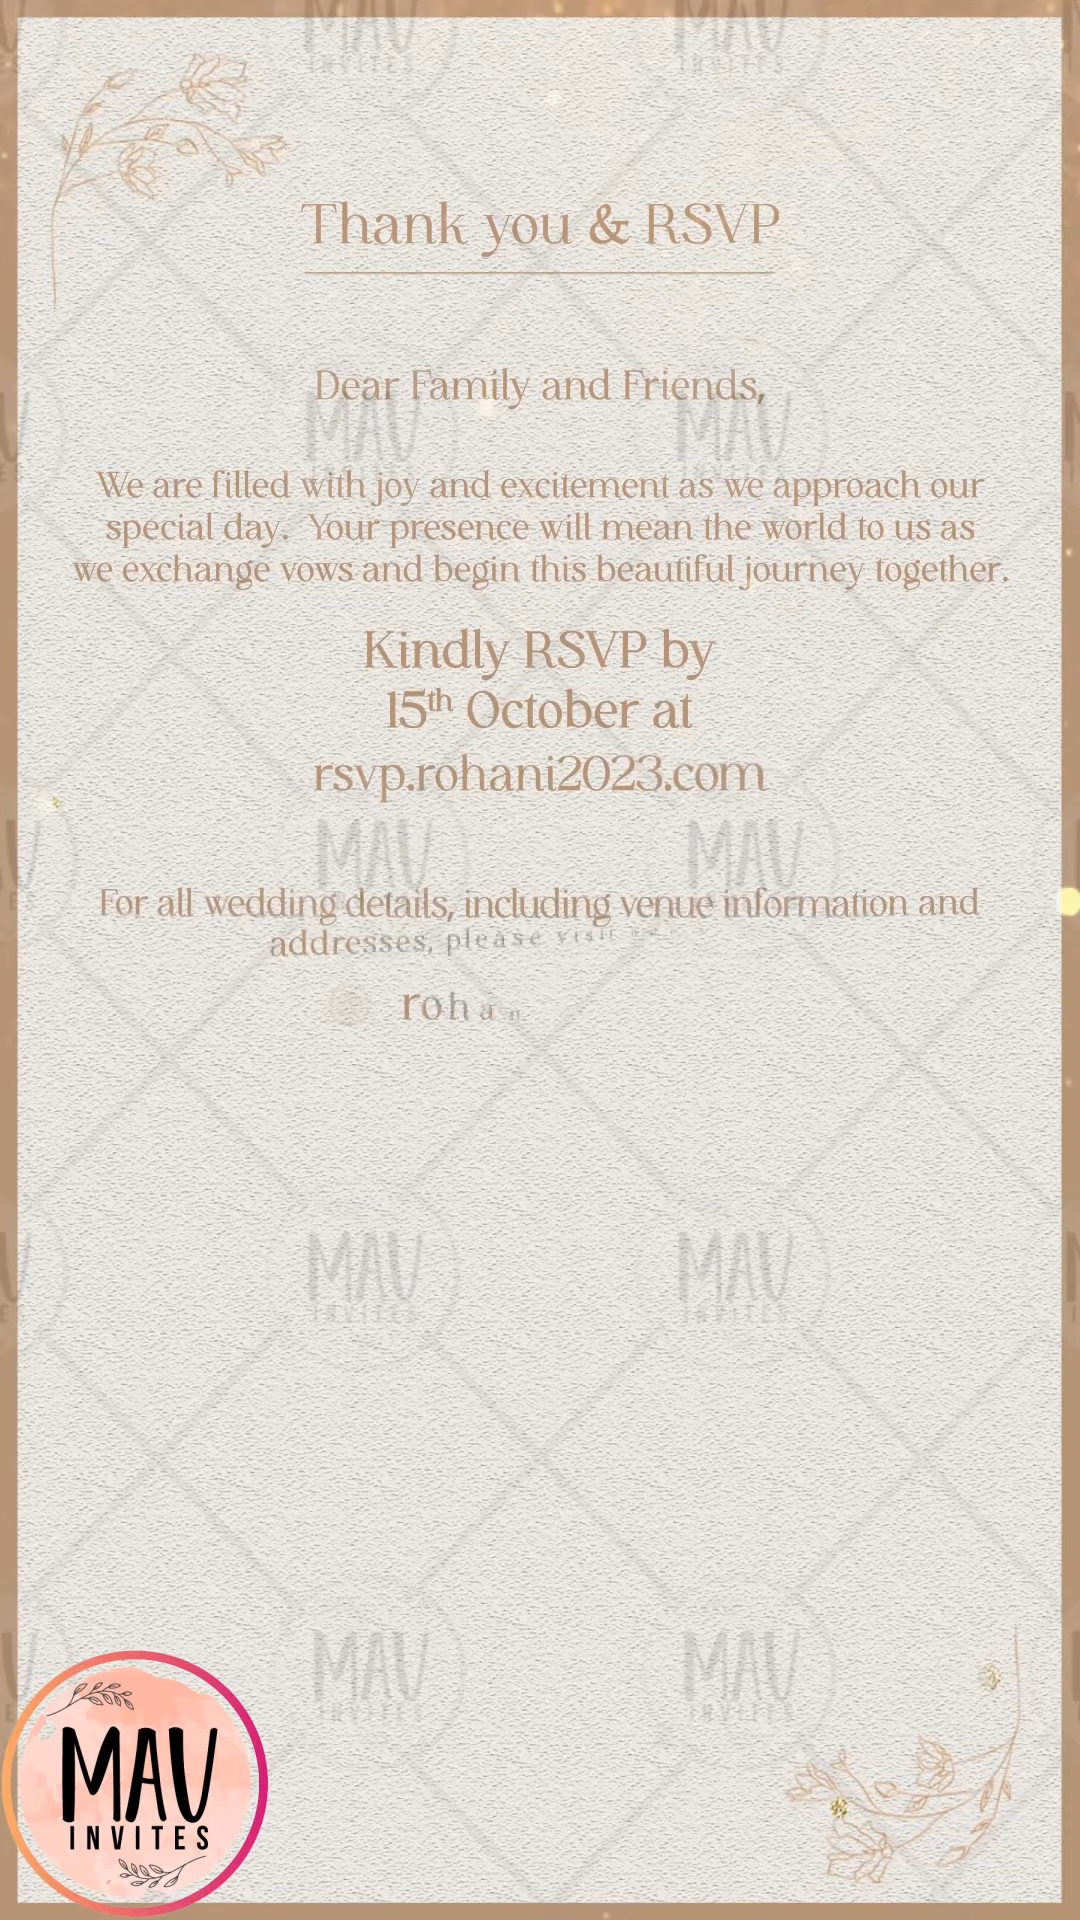 Thank you & RSVP
Dear Family and Friends,
We are filled with joy and excitement as we approach our
special day. Your presence will mean the world to us as
we exchange vows and begin this beautiful journey together.
Kindly RSVP by
15th October at
rsvp.rohani2023.com
For all wedding details, including venue information and
addresses, please visit
rohan
MAV
INVITES